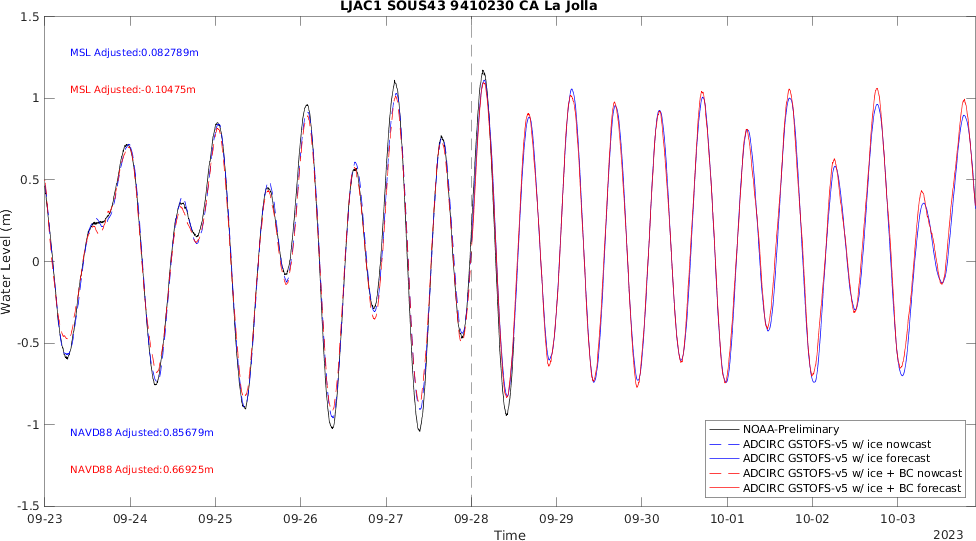 LJAC1 SOUS43 9410230 CA La Jolla
1.5
1
0.5
0
-0.5
-1
-1.5
Water Level (m)
MSL Adjusted:0.082789m
MSL Adjusted:-0.10475m
NAVD88 Adjusted:0.85679m
NAVD88 Adjusted:0.66925m
NOAA-Preliminary
ADCIRC GSTOFS-v5 w/ ice nowcast
ADCIRC GSTOFS-v5 w/ ice forecast
ADCIRC GSTOFS-v5 w/ ice + BC nowcast
ADCIRC GSTOFS-v5 w/ ice + BC forecast
09-23 09-24 09-25 09-26 09-27 09-28 09-29 09-30 10-01 10-02 10-03
Time
2023